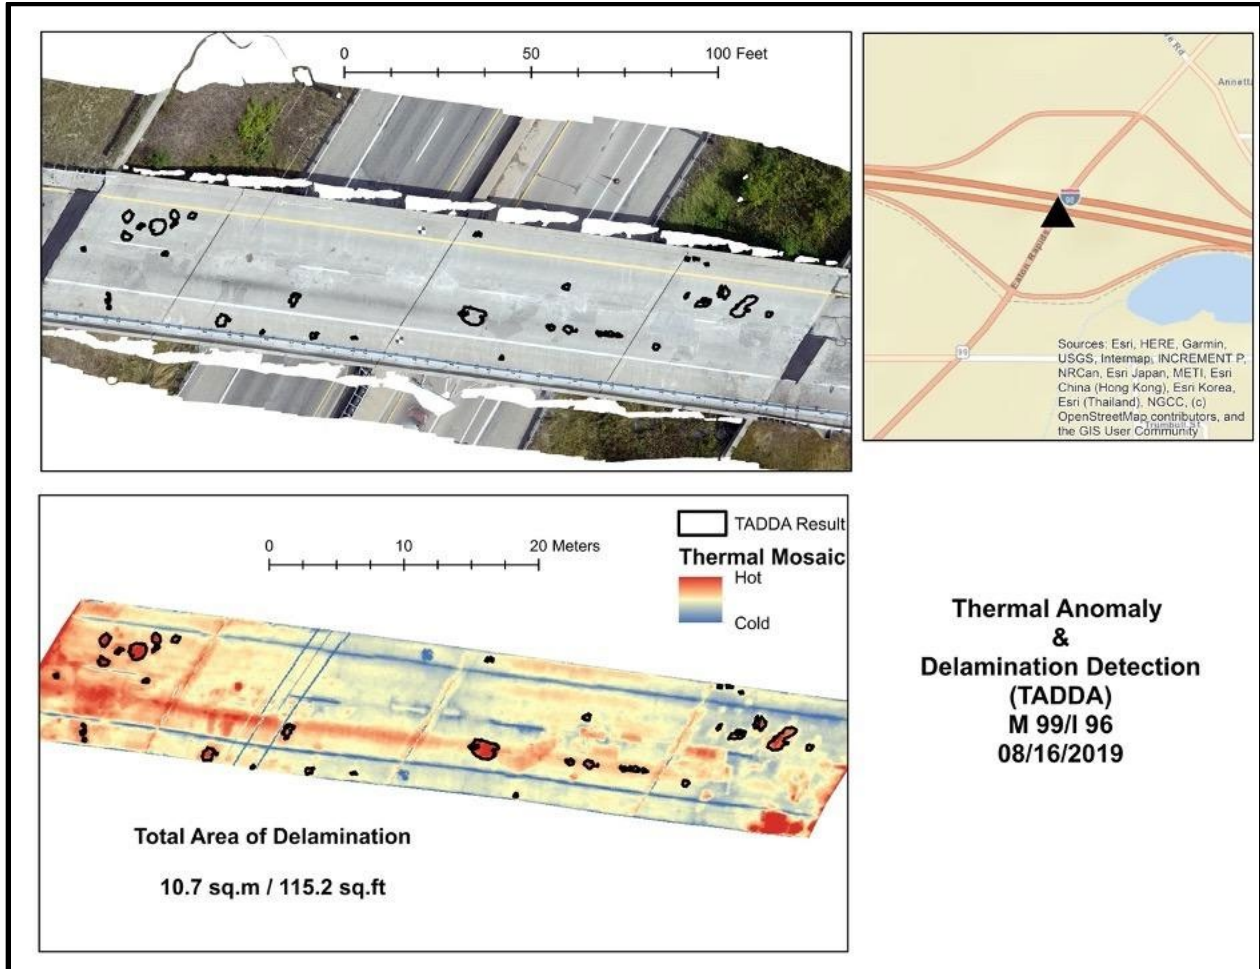 0 50 100 Feet
e Rd
Annetta
96
Eaton Rapids
99
Sources: Esri, HERE, Garmin,
USGS, Intermap, INCREMENT P,
NRCan, Esri Japan, METI, Esri
China (Hong Kong), Esri Korea,
Esri (Thailand), NGCC, (c)
OpenStreetMap contributors, and
the GIS User Community
Trumbull St
TADDA Result
Thermal Mosaic
Hot
Cold
0 10 20 Meters
Total Area of Delamination
10.7 sq.m / 115.2 sq.ft
Thermal Anomaly
&
Delamination Detection
(TADDA)
M 99/I 96
08/16/2019